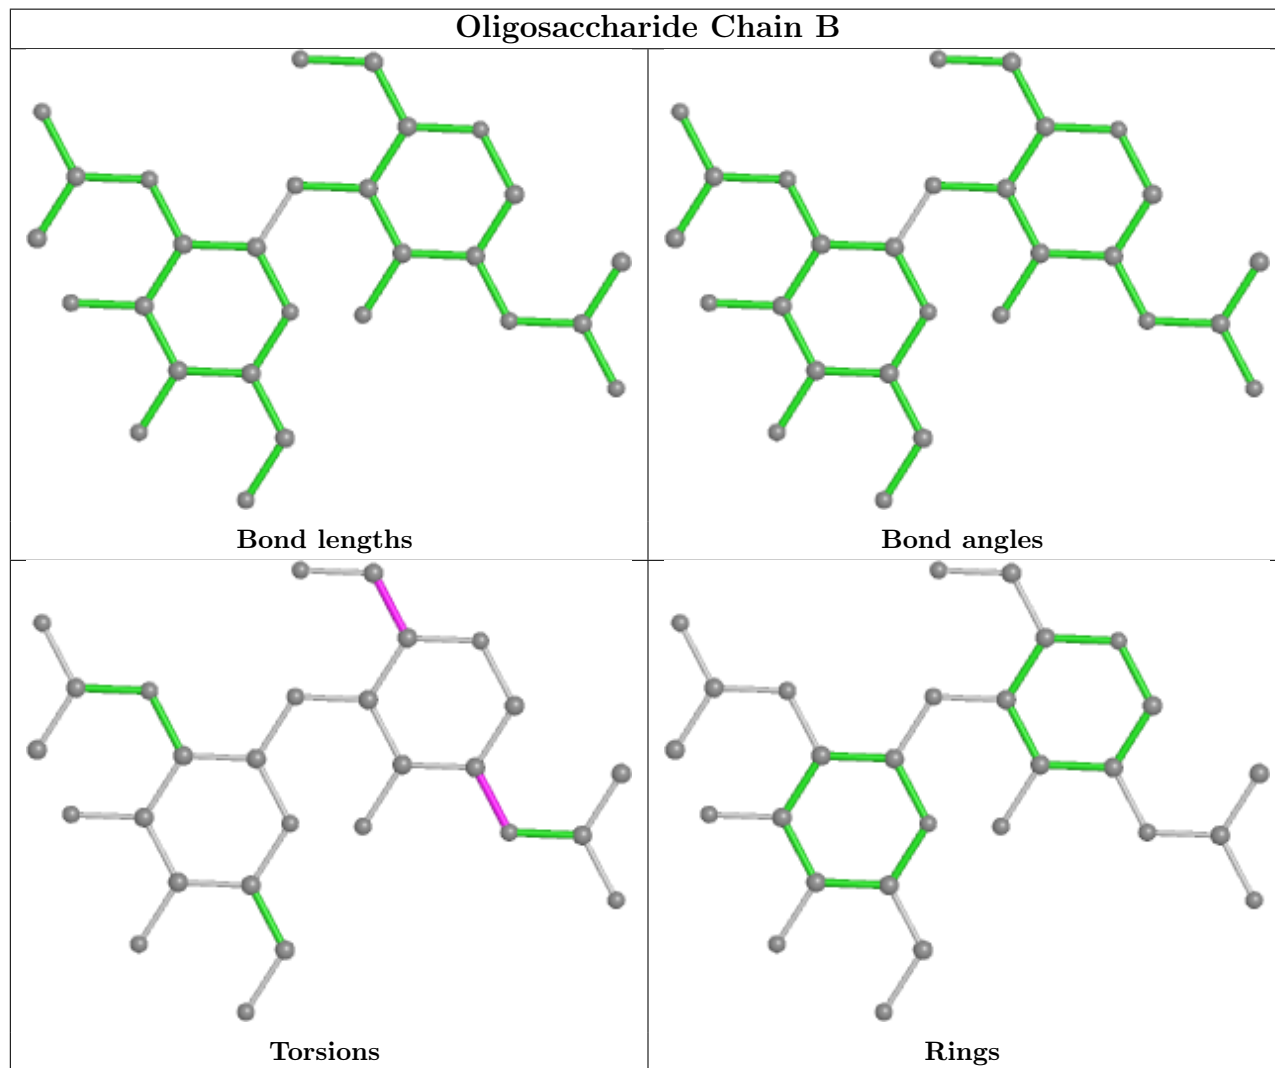 Oligosaccharide Chain B
Bond lengths
Bond angles
Torsions
Rings